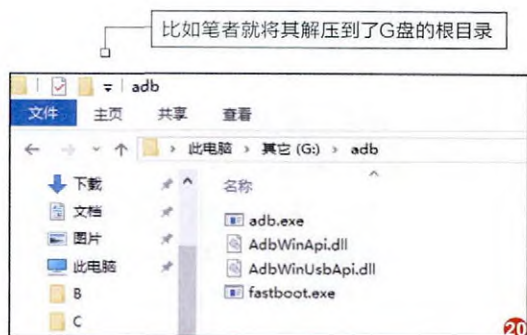 比如笔者就将其解压到了G盘的根目录
adb
文件 主页 共享 查看
此电脑 > 其它 (G:) > adb
下载
文档
图片
此电脑
B
C
名称
adb.exe
AdbWinApi.dll
AdbWinUsbApi.dll
fastboot.exe
20